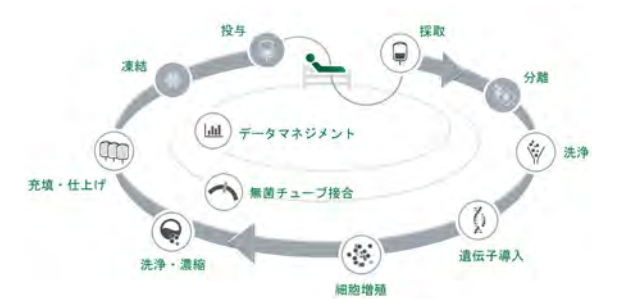 投与
採取
凍結
分離
データマネジメント
洗浄
充填・仕上げ
無菌チューブ接合
洗浄・濃縮
遺伝子導入
細胞増殖